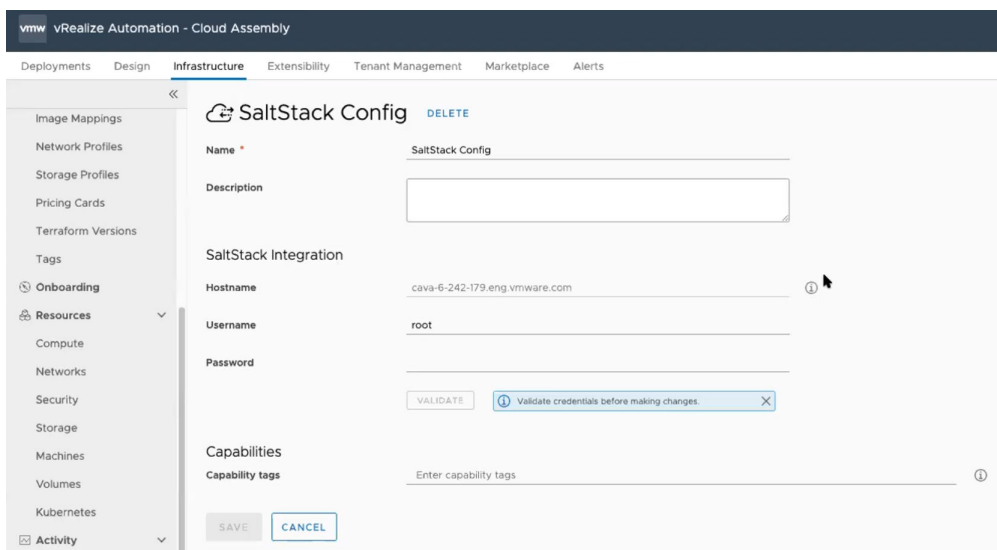 vmw vRealize Automation - Cloud Assembly
Deployments Design Infrastructure Extensibility Tenant Management Marketplace Alerts
Image Mappings
Network Profiles
Storage Profiles
Pricing Cards
Terraform Versions
Tags
Onboarding
Resources
Compute
Networks
Security
Storage
Machines
Volumes
Kubernetes
Activity
SaltStack Config DELETE
Name * SaltStack Config
Description
SaltStack Integration
Hostname cava-6-242-179.eng.vmware.com
Username root
Password
VALIDATE Validate credentials before making changes.
Capabilities
Capability tags Enter capability tags
SAVE CANCEL